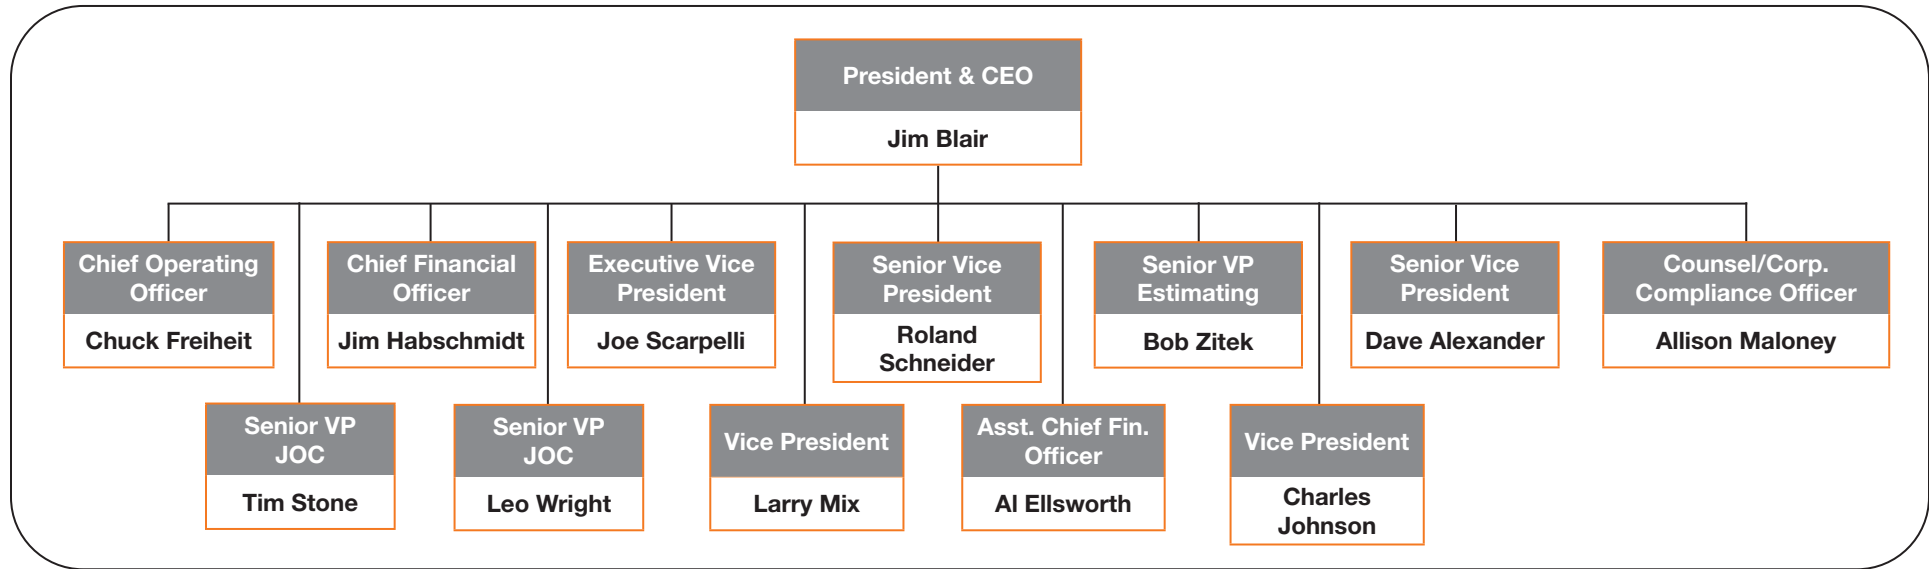 President & CEO
Jim Blair
Chief Operating
Officer
Chuck Freiheit
Chief Financial
Officer
Jim Habschmidt
Executive Vice
President
Joe Scarpelli
Senior Vice
President
Roland
Schneider
Senior VP
Estimating
Bob Zitek
Senior Vice
President
Dave Alexander
Counsel/Corp.
Compliance Officer
Allison Maloney
Senior VP
JOC
Tim Stone
Senior VP
JOC
Leo Wright
Vice President
Larry Mix
Asst. Chief Fin.
Officer
Al Ellsworth
Vice President
Charles
Johnson